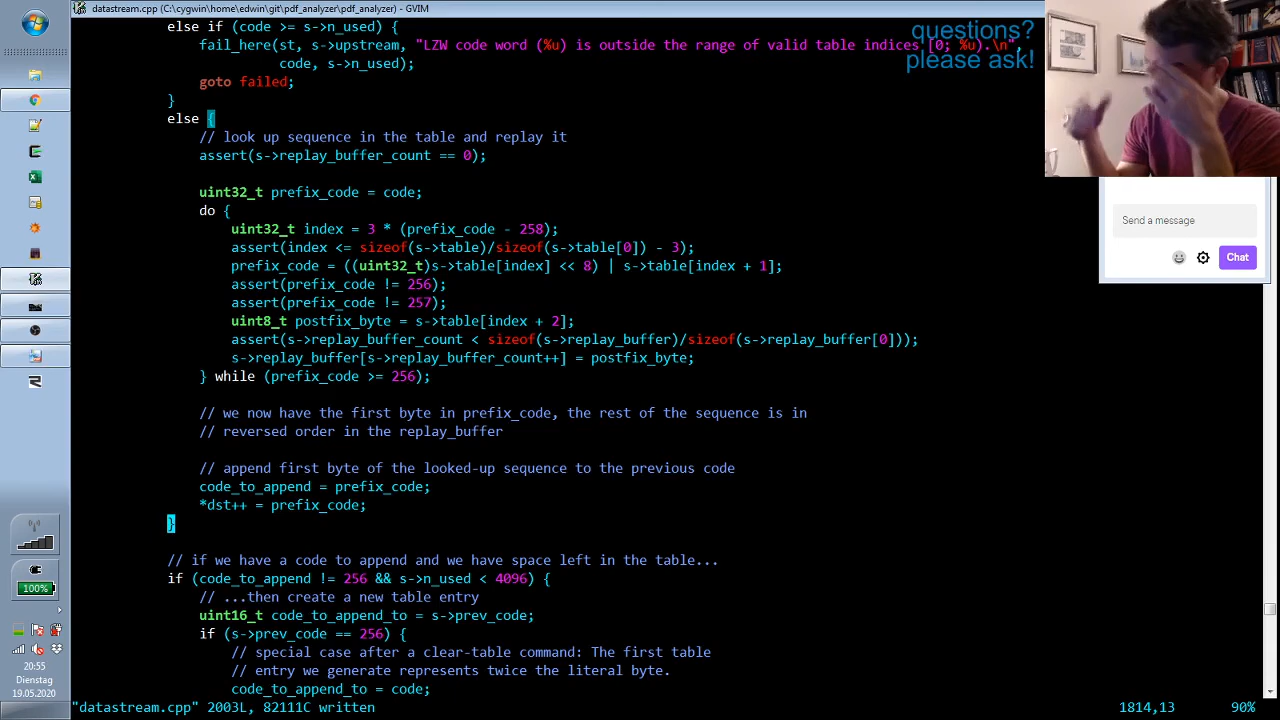 datastream.cpp (C:\cygwin\home\edwin\git\pdf_analyzer\pdf_analyzer) - GVIM
else if (code >= s->n_used) {
fail_here(st, s->upstream, "LZW code word (%u) is outside the range of valid table indices [0; %u).\n",
code, s->n_used);
goto failed;
}
else {
// look up sequence in the table and replay it
assert(s->replay_buffer_count == 0);
uint32_t prefix_code = code;
do {
uint32_t index = 3 * (prefix_code - 258);
assert(index <= sizeof(s->table)/sizeof(s->table[0]) - 3);
prefix_code = ((uint32_t)s->table[index] << 8) | s->table[index + 1];
assert(prefix_code != 256);
assert(prefix_code != 257);
uint8_t postfix_byte = s->table[index + 2];
assert(s->replay_buffer_count < sizeof(s->replay_buffer)/sizeof(s->replay_buffer[0]));
s->replay_buffer[s->replay_buffer_count++] = postfix_byte;
} while (prefix_code >= 256);
// we now have the first byte in prefix_code, the rest of the sequence is in
// reversed order in the replay_buffer
// append first byte of the looked-up sequence to the previous code
code_to_append = prefix_code;
*dst++ = prefix_code;
}
// if we have a code to append and we have space left in the table...
if (code_to_append != 256 && s->n_used < 4096) {
// ...then create a new table entry
uint16_t code_to_append_to = s->prev_code;
if (s->prev_code == 256) {
// special case after a clear-table command: The first table
// entry we generate represents twice the literal byte.
code_to_append_to = code;
"datastream.cpp" 2003L, 82111C written
1814,13
90%
questions?
please ask!
Send a message
Chat
100%
20:55
Dienstag
19.05.2020